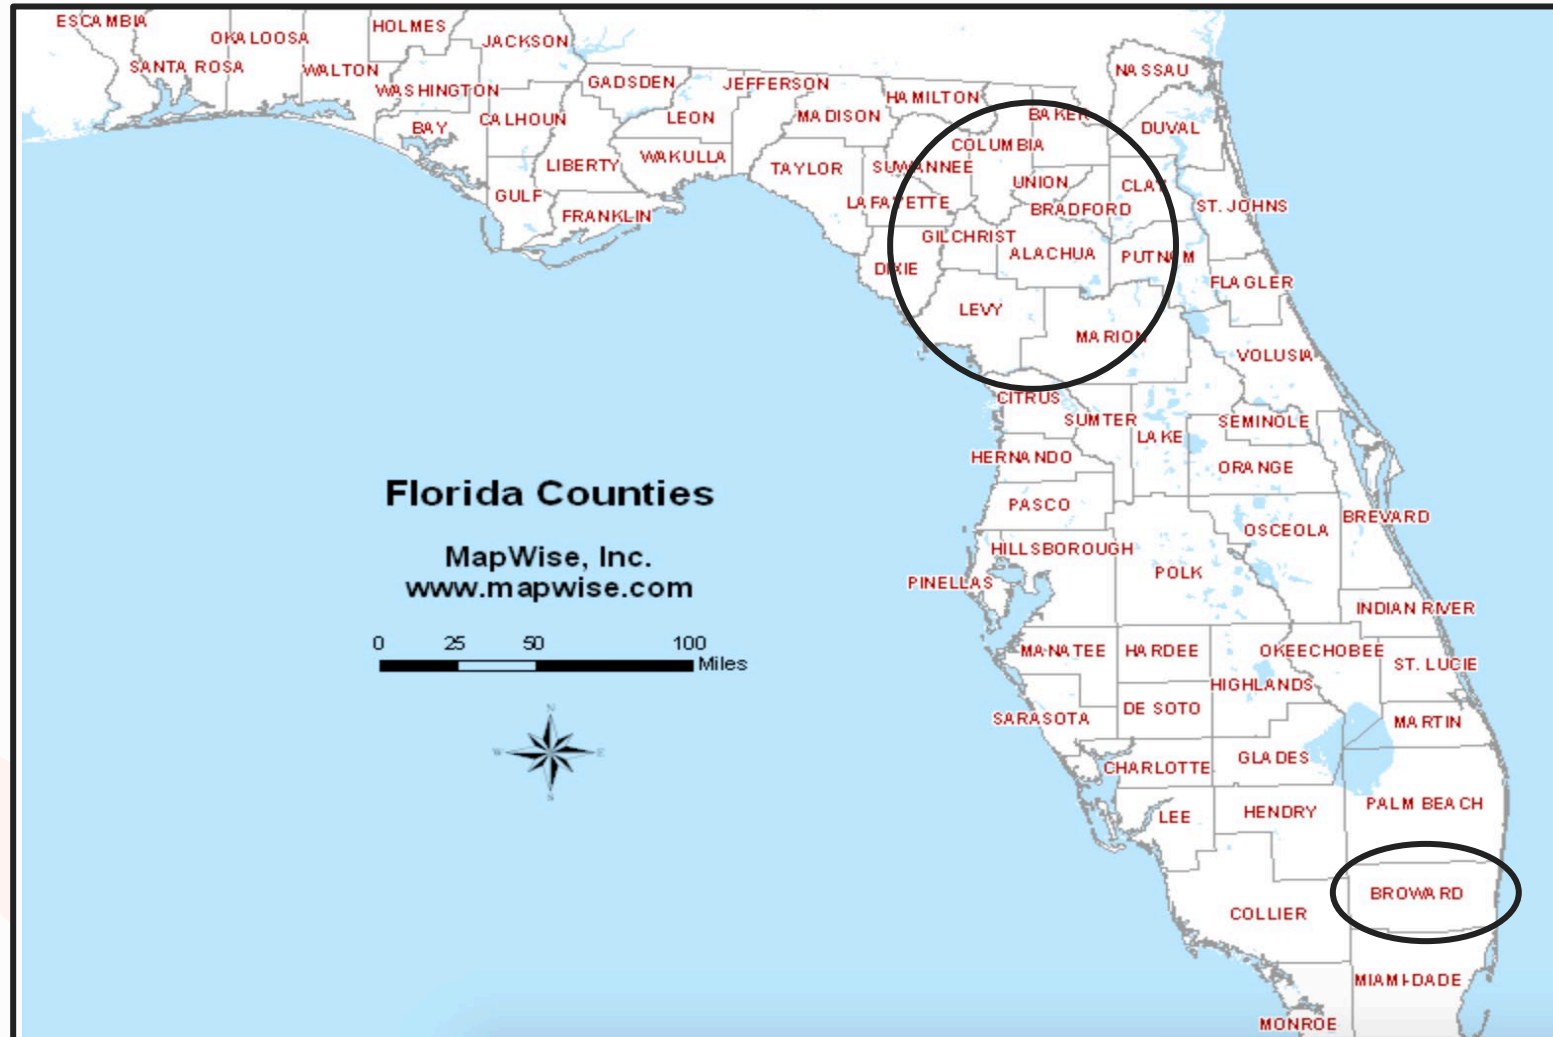 ESCAMBIA
HOLMES
OKALOOSA
JACKSON
SANTA ROSA
WALTON
NASSAU
WASHINGTON
GADSDEN
JEFFERSON
HAMILTON
BAY
CALHOUN
LEON
MADISON
BAKER
DUVAL
COLUMBIA
LIBERTY
WAKULLA
TAYLOR
SUWANNEE
UNION
CLAY
GULF
LAFAYETTE
BRADFORD
ST. JOHNS
FRANKLIN
GILCHRIST
ALACHUA
PUTNAM
DIXIE
FLAGLER
LEVY
MARION
VOLUSIA
CITRUS
SUMTER
LAKE
SEMINOLE
HERNANDO
ORANGE
Florida Counties
PASCO
BREVARD
OSCEOLA
MapWise, Inc.
HILLSBOROUGH
www.mapwise.com
PINELLAS
POLK
INDIAN RIVER
0 25 50 100
Miles
MANATEE
HARDEE
OKEECHOBEE
ST. LUCIE
HIGHLANDS
SARASOTA
DE SOTO
MARTIN
N
W E
S
CHARLOTTE
GLADES
LEE
HENDRY
PALM BEACH
BROWARD
COLLIER
MIAMI-DADE
MONROE